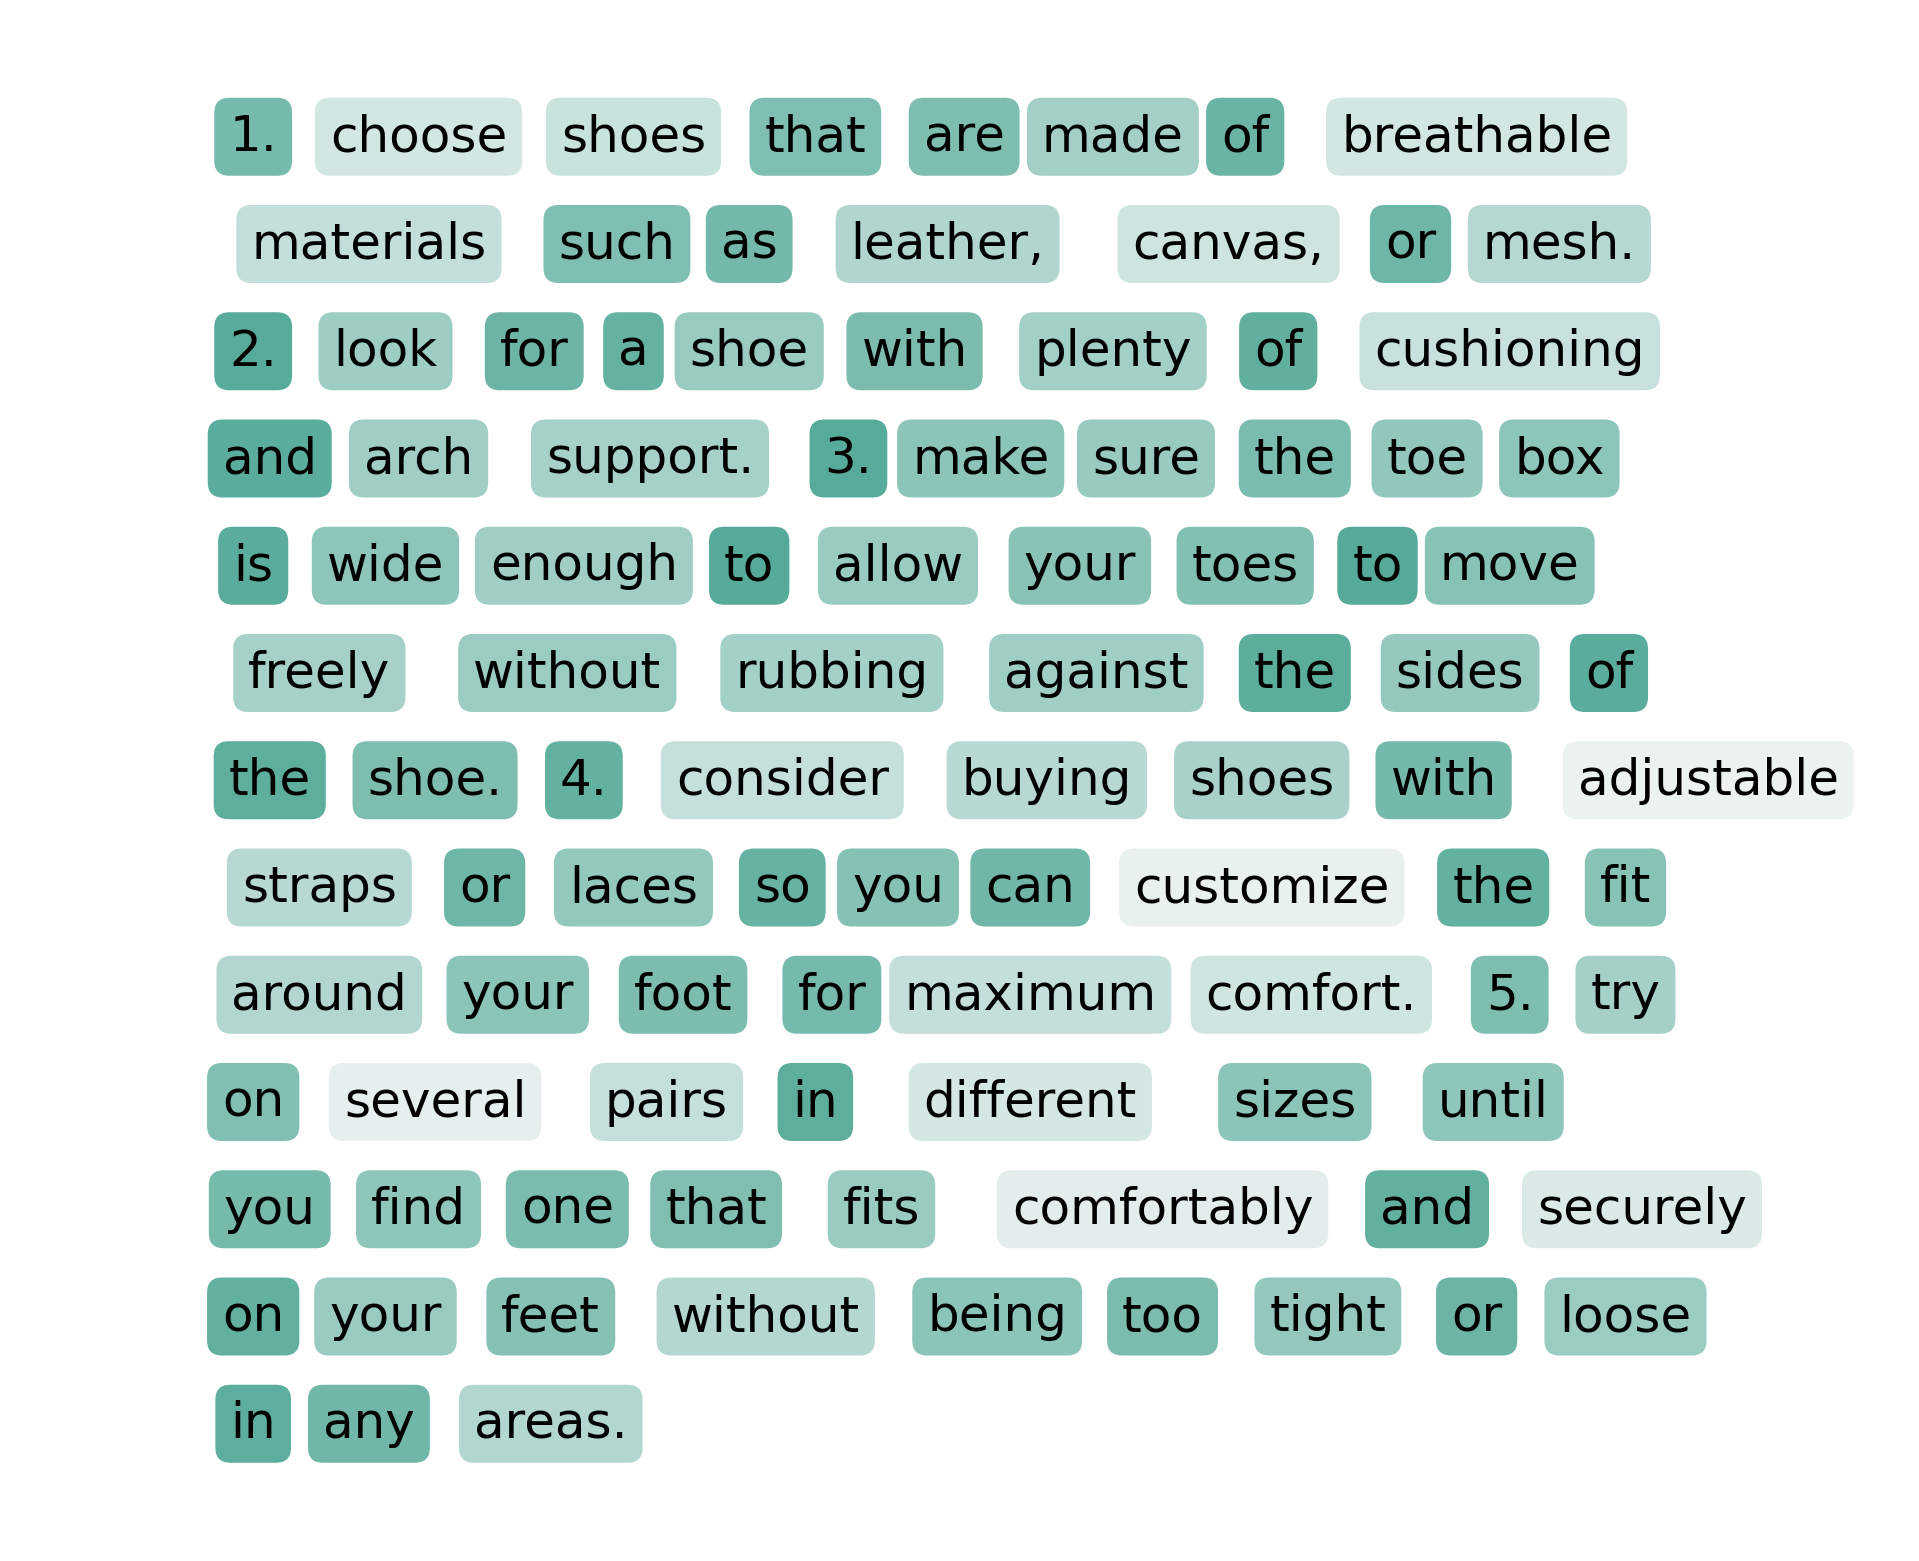 1. choose shoes that are made of breathable
materials such as leather, canvas, or mesh.
2. look for a shoe with plenty of cushioning
and arch support. 3. make sure the toe box
is wide enough to allow your toes to move
freely without rubbing against the sides of
the shoe. 4. consider buying shoes with adjustable
straps or laces so you can customize the fit
around your foot for maximum comfort. 5. try
on several pairs in different sizes until
you find one that fits comfortably and securely
on your feet without being too tight or loose
in any areas.